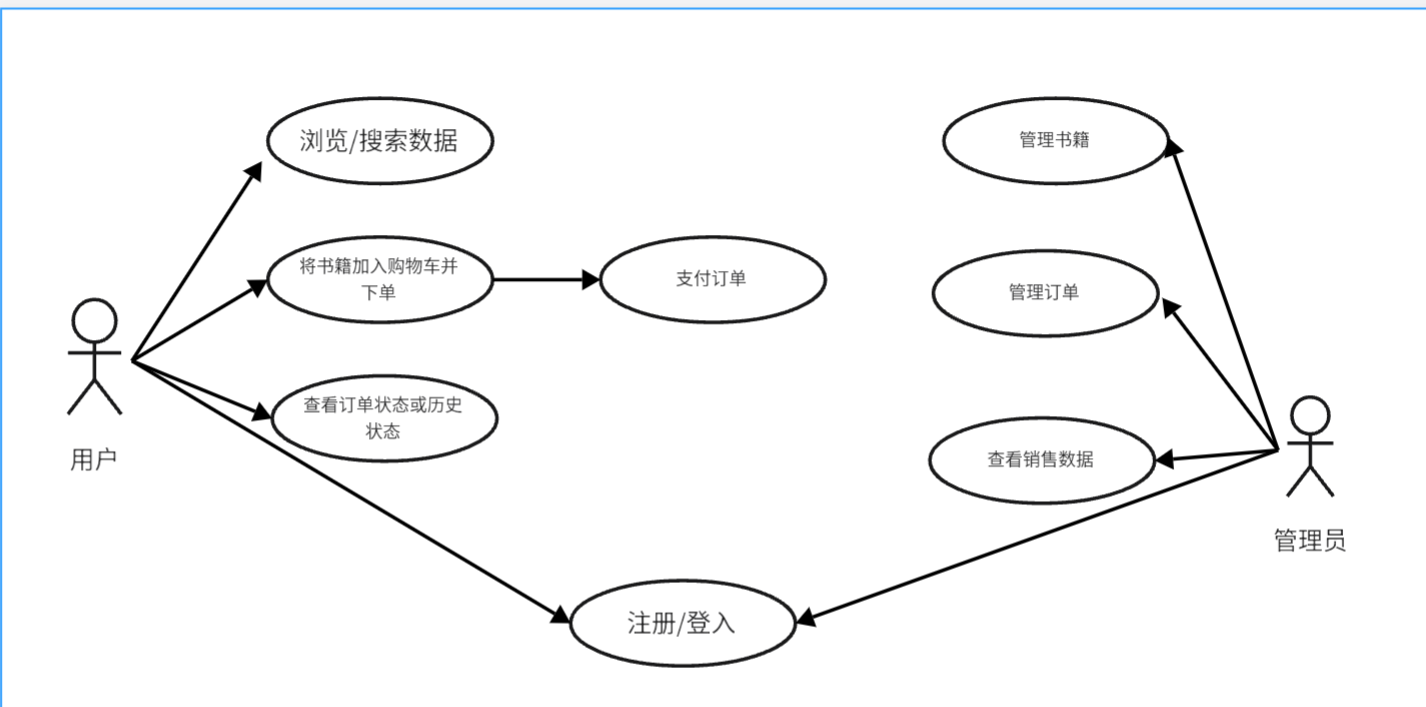 浏览/搜索数据
管理书籍
将书籍加入购物车并
下单
支付订单
管理订单
查看订单状态或历史
状态
用户
查看销售数据
管理员
注册/登入